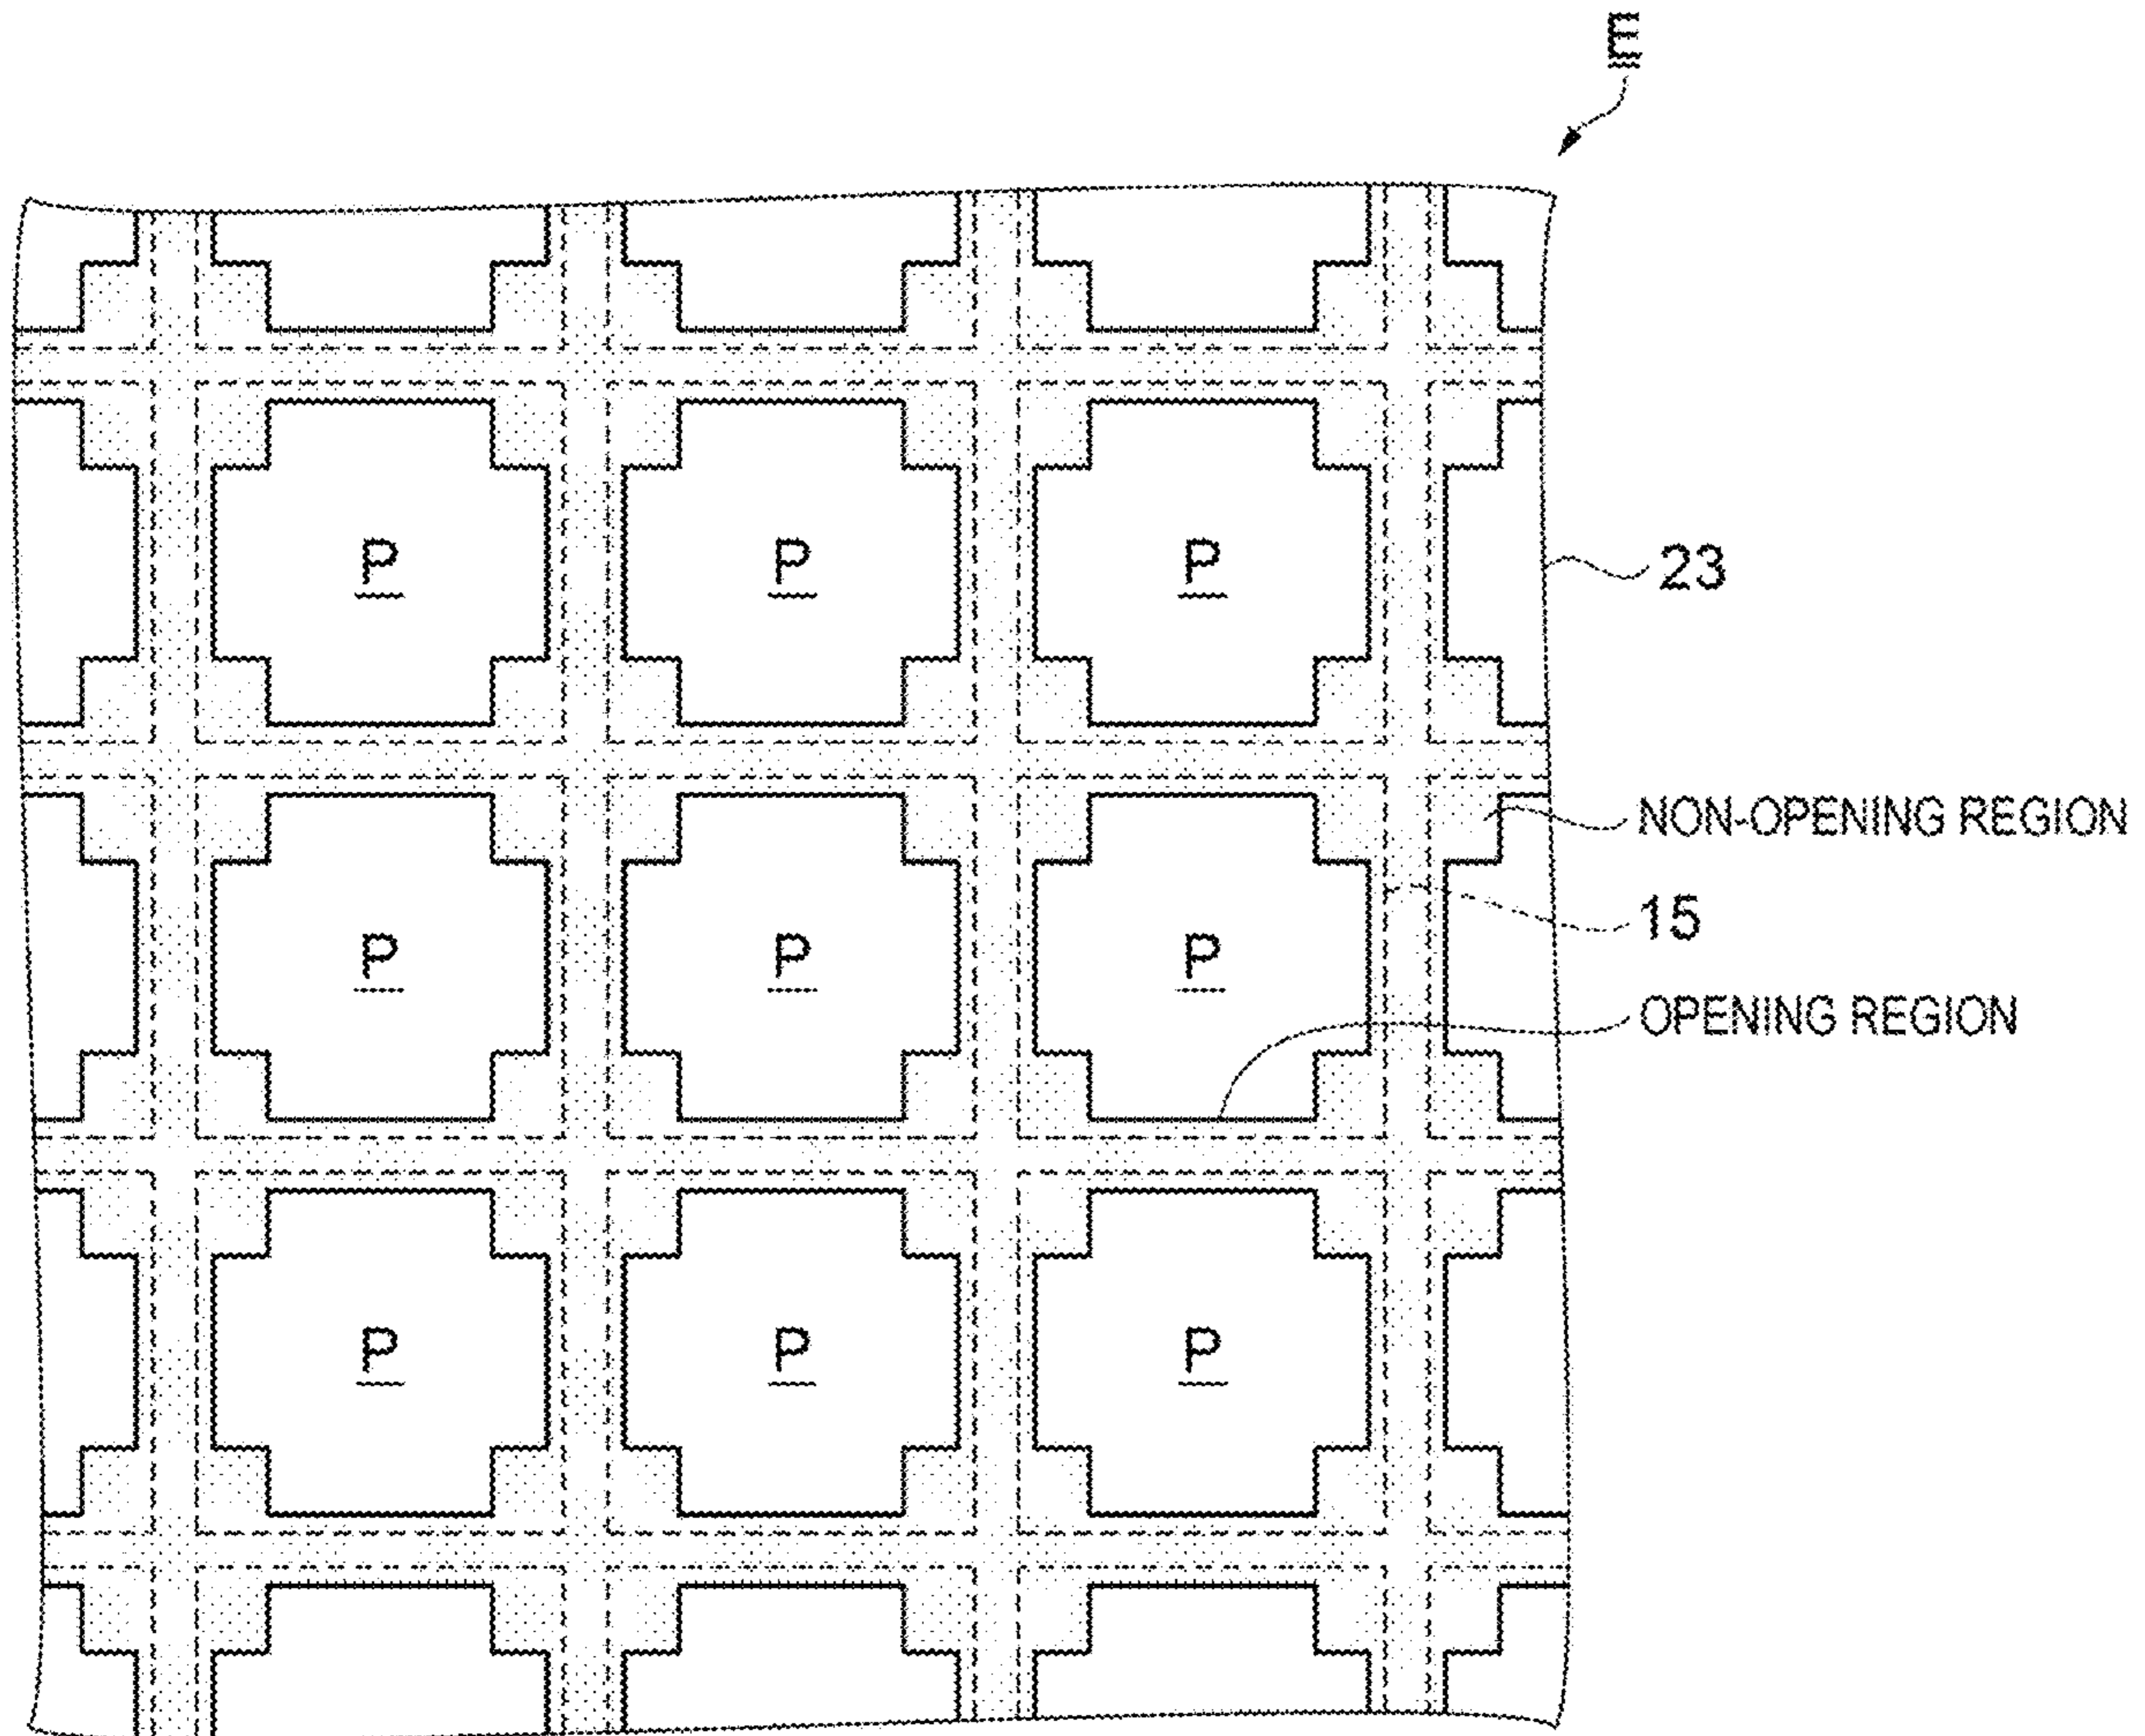 E
P P P
23
NON-OPENING REGION
P P P
15
OPENING REGION
P P P